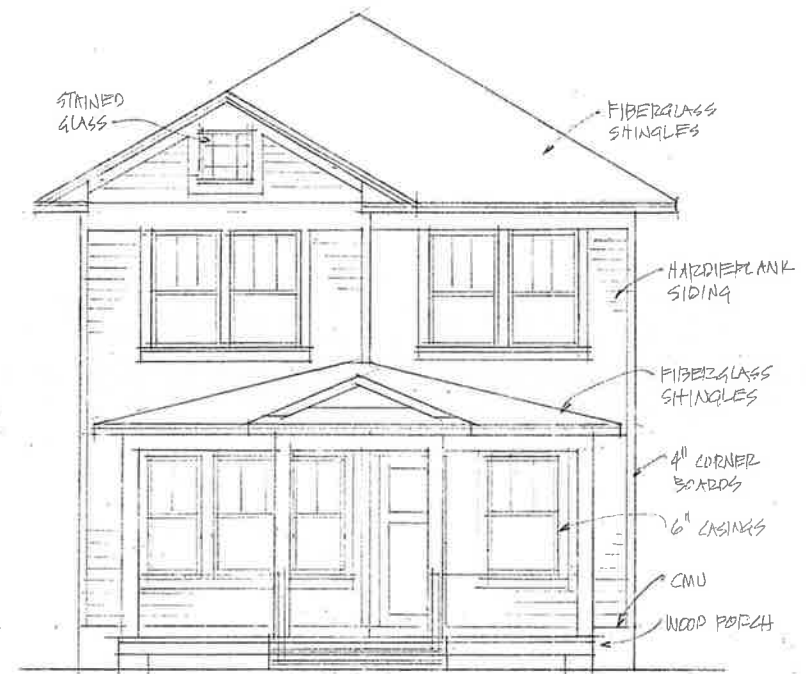 STAINED
GLASS
FIBERGLASS
SHINGLES
HARDIEPLANK
SIDING
FIBERGLASS
SHINGLES
4" CORNER
BOARDS
6" CASINGS
CMU
WOOD PORCH